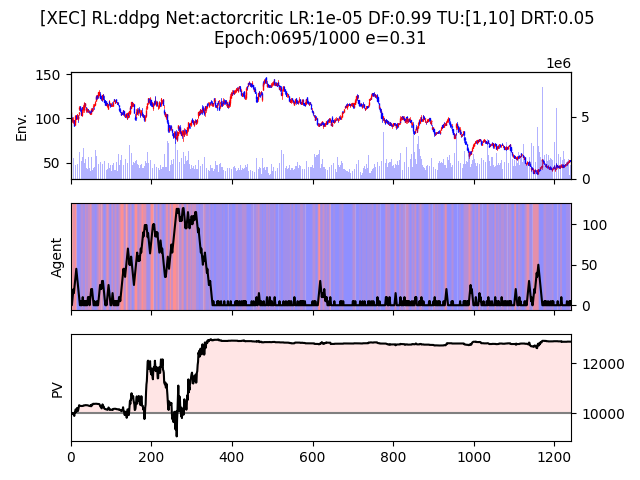 [XEC] RL:ddpg Net:actorcritic LR:1e-05 DF:0.99 TU:[1,10] DRT:0.05
Epoch:0695/1000 e=0.31
1e6
150
100
50
Env.
5
0
Agent
100
50
0
PV
12000
10000
0
200
400
600
800
1000
1200